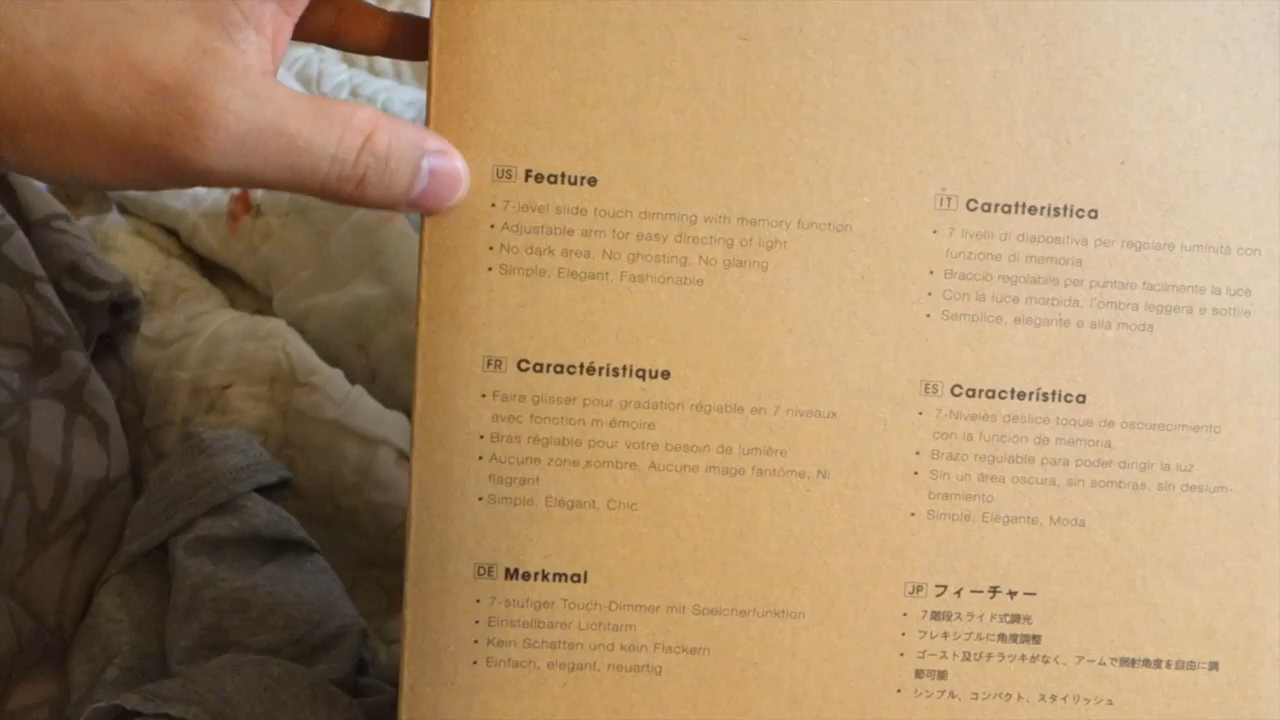 US Feature
• 7-level slide touch dimming with memory function
• Adjustable arm for easy directing of light
• No dark area, No ghosting, No glaring
• Simple, Elegant, Fashionable
FR Caractéristique
• Faire glisser pour gradation réglable en 7 niveaux
avec fonction m émoire
• Bras réglable pour votre besoin de lumière
• Aucune zone sombre, Aucune image fantôme, Ni
flagrant
• Simple, Élégant, Chic
DE Merkmal
• 7-stufiger Touch-Dimmer mit Speicherfunktion
• Einstellbarer Lichtarm
• Kein Schatten und kein Flackern
• Einfach, elegant, neuartig
IT Caratteristica
• 7 livelli di diapositiva per regolare luminità con
funzione di memoria
• Braccio regolabile per puntare facilmente la luce
• Con la luce morbida, l'ombra leggera e sottile
• Semplice, elegante e alla moda
ES Característica
• 7-Niveles deslice toque de oscurecimiento
con la función de memoria
• Brazo regulable para poder dirigir la luz
• Sin un área oscura, sin sombras, sin deslum-
bramiento
• Simple, Elegante, Moda
JP フィーチャー
• 7階段スライド式調光
• フレキシブルに角度調整
• ゴースト及びチラツキがなく、アームで照射角度を自由に調
節可能
• シンプル、コンパクト、スタイリッシュ